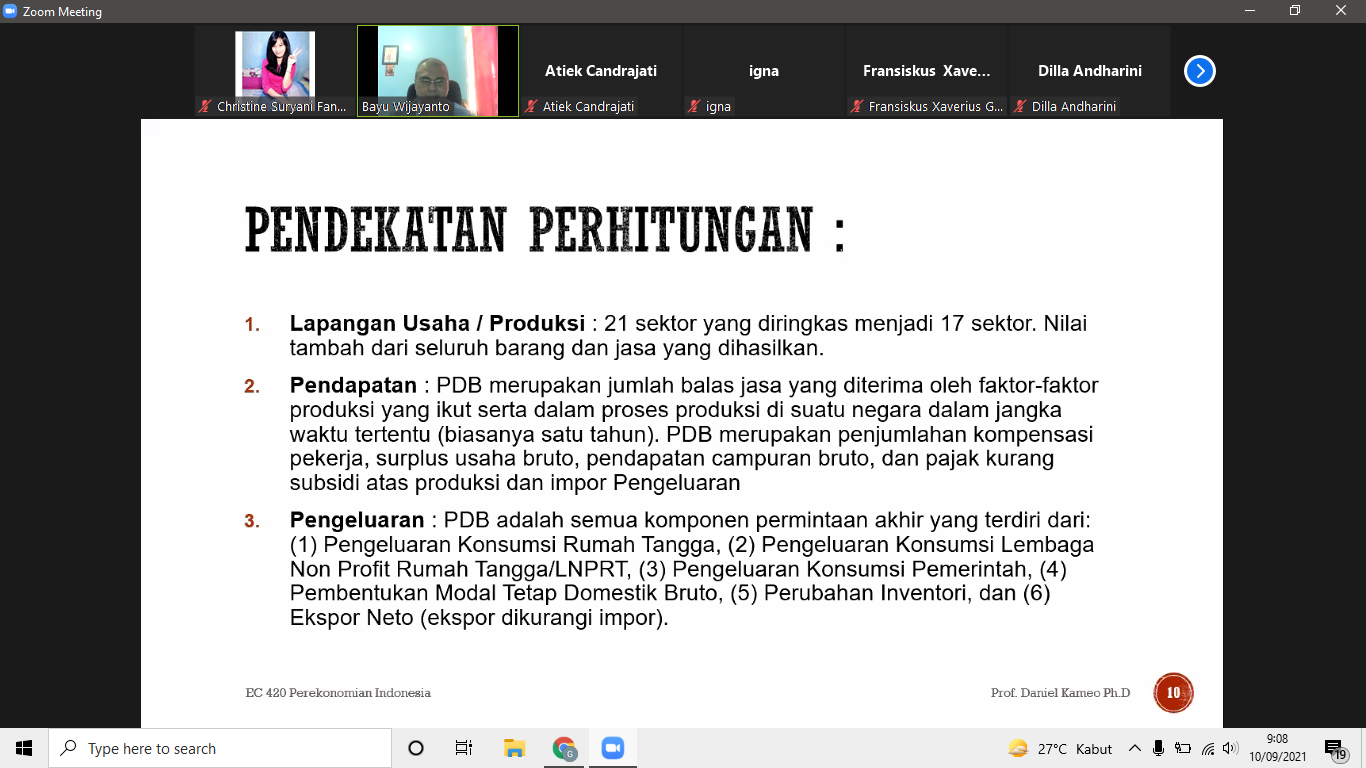 Zoom Meeting
Atiek Candrajati
igna
Fransiskus Xave...
Dilla Andharini
Christine Suryani Fan...
Bayu Wijayanto
Atiek Candrajati
igna
Fransiskus Xaverius G...
Dilla Andharini
PENDEKATAN PERHITUNGAN :
1. Lapangan Usaha / Produksi : 21 sektor yang diringkas menjadi 17 sektor. Nilai
tambah dari seluruh barang dan jasa yang dihasilkan.
2. Pendapatan : PDB merupakan jumlah balas jasa yang diterima oleh faktor-faktor
produksi yang ikut serta dalam proses produksi di suatu negara dalam jangka
waktu tertentu (biasanya satu tahun). PDB merupakan penjumlahan kompensasi
pekerja, surplus usaha bruto, pendapatan campuran bruto, dan pajak kurang
subsidi atas produksi dan impor Pengeluaran
3. Pengeluaran : PDB adalah semua komponen permintaan akhir yang terdiri dari:
(1) Pengeluaran Konsumsi Rumah Tangga, (2) Pengeluaran Konsumsi Lembaga
Non Profit Rumah Tangga/LNPRT, (3) Pengeluaran Konsumsi Pemerintah, (4)
Pembentukan Modal Tetap Domestik Bruto, (5) Perubahan Inventori, dan (6)
Ekspor Neto (ekspor dikurangi impor).
EC 420 Perekonomian Indonesia
Prof. Daniel Kameo Ph.D
10
Type here to search
G
27°C Kabut
9:08
10/09/2021
19